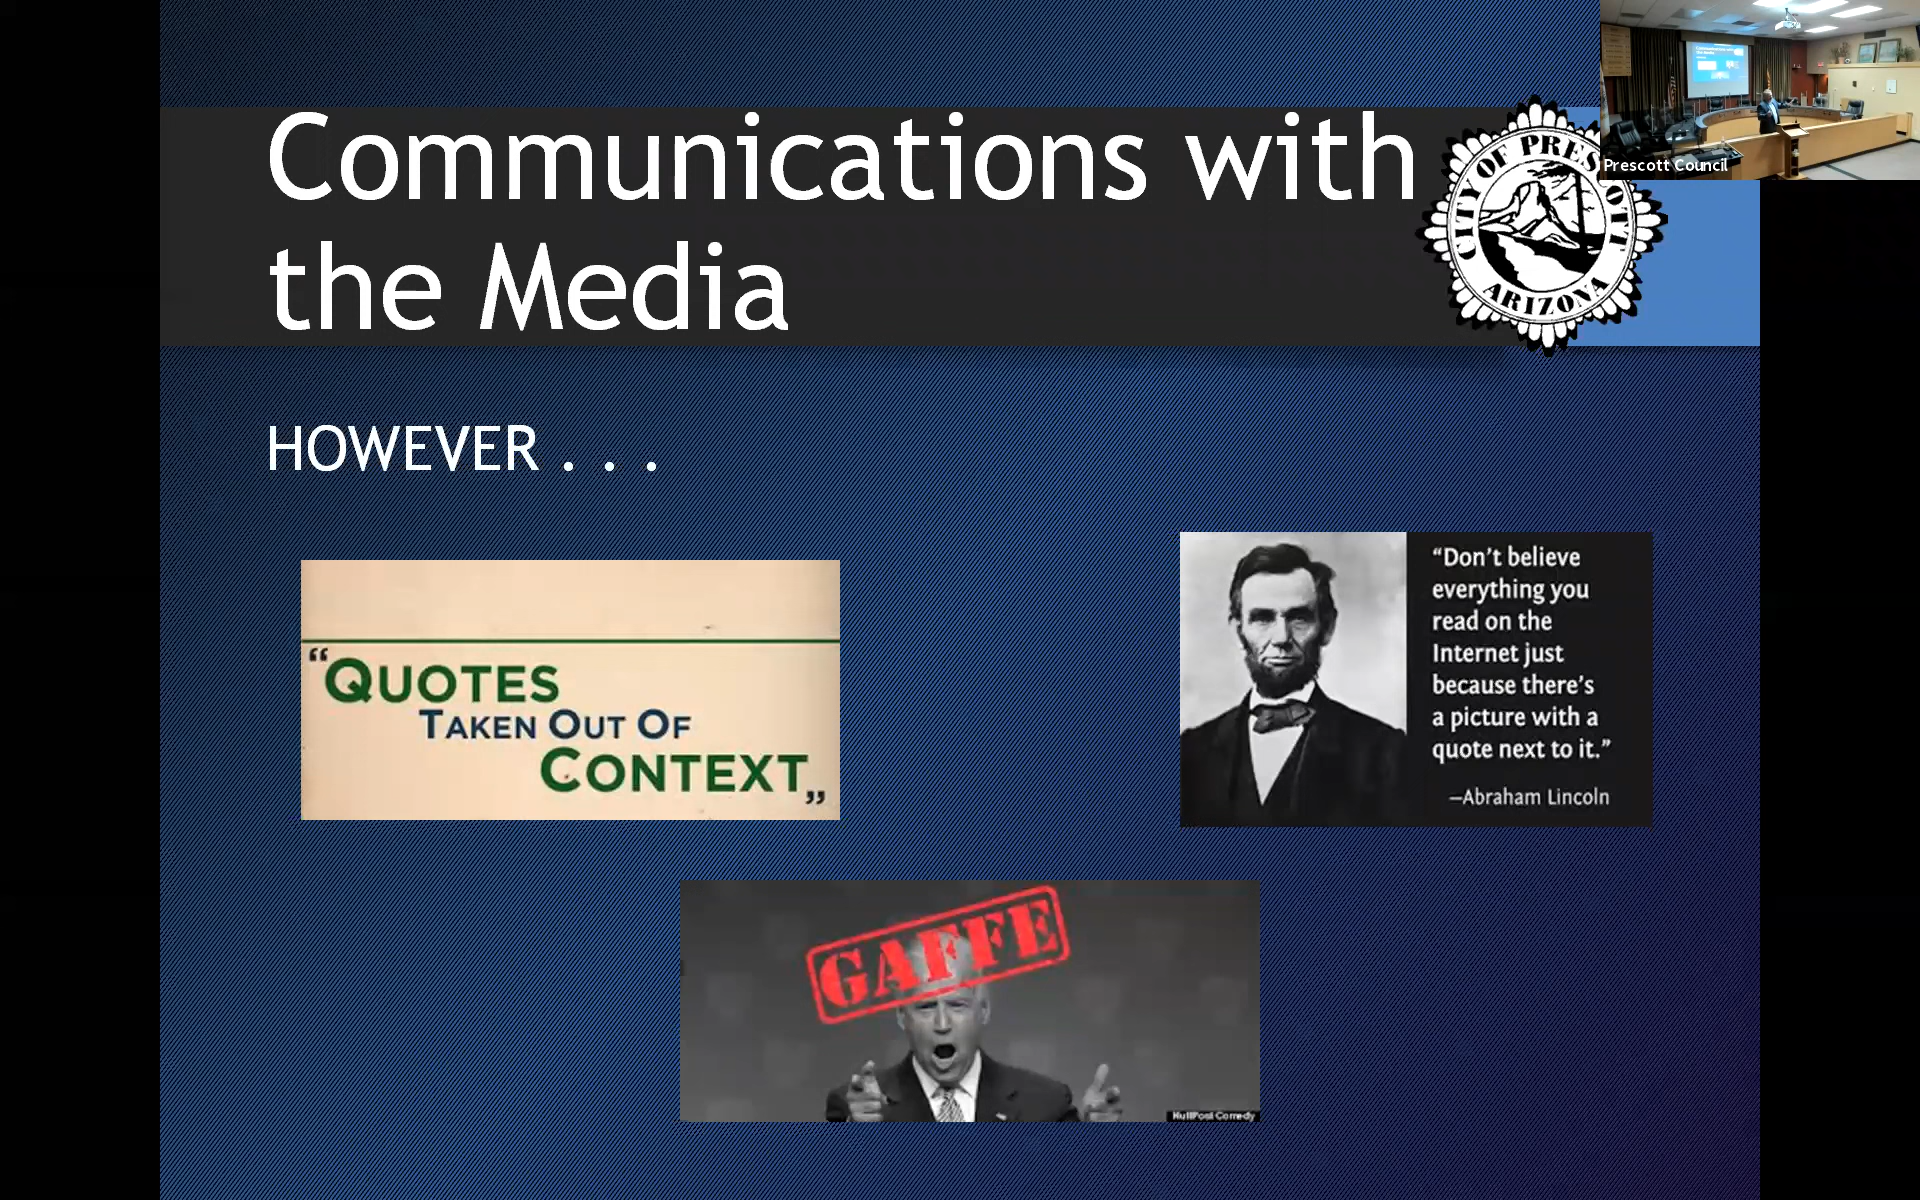 Communications with
the Media
CITY OF PRESCOTT
ARIZONA
Prescott Council
HOWEVER . . .
“QUOTES
TAKEN OUT OF
CONTEXT„
“Don’t believe
everything you
read on the
Internet just
because there’s
a picture with a
quote next to it.”
—Abraham Lincoln
GAFFE
HuffPost Comedy